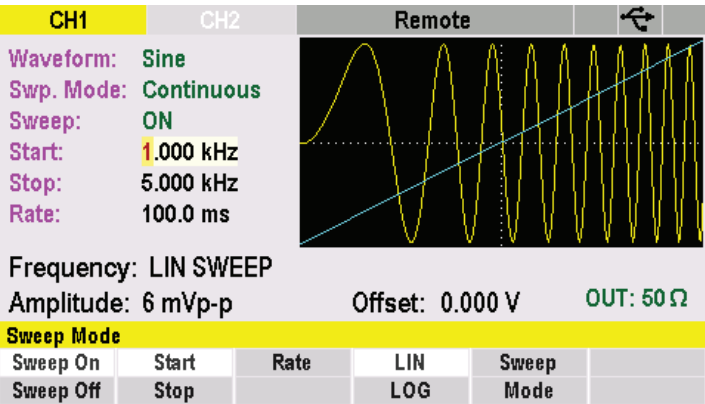 CH1 CH2 Remote
Waveform: Sine
Swp. Mode: Continuous
Sweep: ON
Start: 1.000 kHz
Stop: 5.000 kHz
Rate: 100.0 ms
Frequency: LIN SWEEP
Amplitude: 6 mVp-p Offset: 0.000 V OUT: 50 Ω
Sweep Mode
Sweep On Start Rate LIN Sweep
Sweep Off Stop LOG Mode